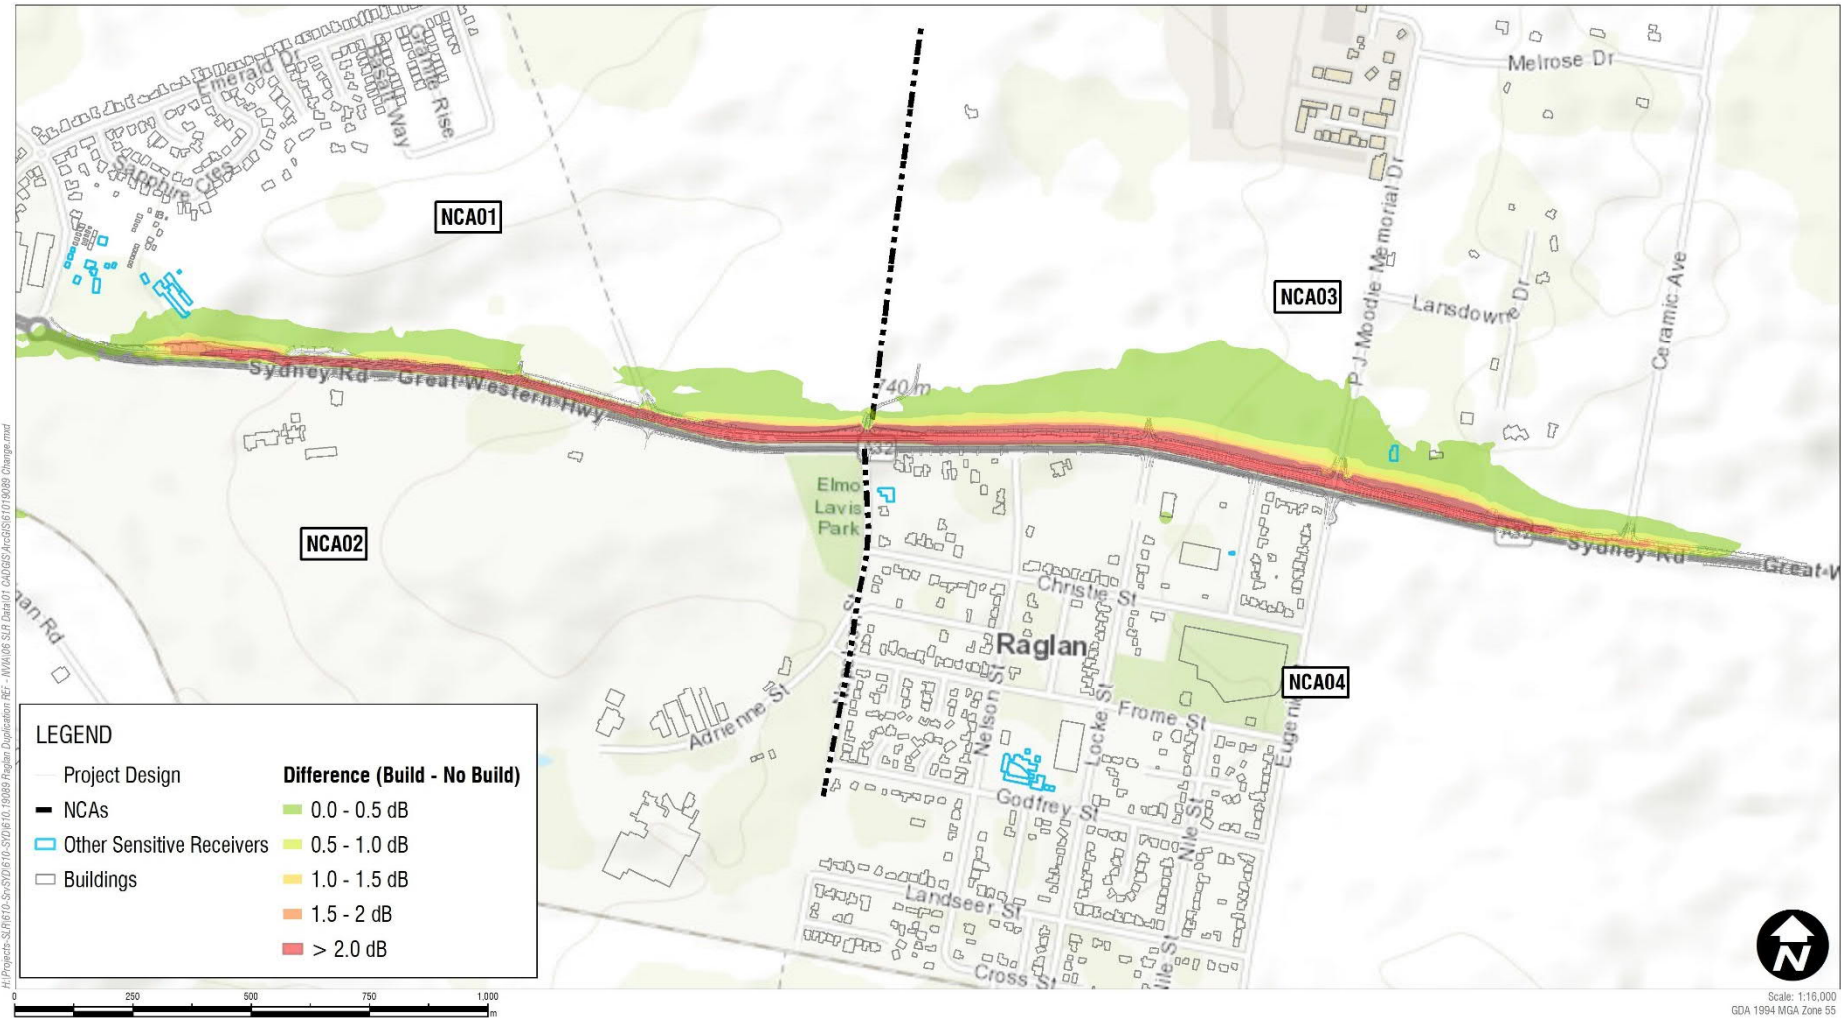 Emerald Dr
Basalt Way
Granite Rise
Sapphire Cres
NCA01
Melrose Dr
P J Moodie Memorial Dr
NCA03
Lansdowne Dr
Ceramic Ave
740 m
Sydney Rd Great Western Hwy
A32
Elmo
Lavis
Park
A32
Sydney Rd
Great W
NCA02
Christie St
Raglan
NCA04
Adrienne St
Nelson St
Locke St
Frome St
Godfrey St
Nile St
Landseer St
Nile St
Cross St
LEGEND
Project Design
NCAs
Other Sensitive Receivers
Buildings
Difference (Build - No Build)
0.0 - 0.5 dB
0.5 - 1.0 dB
1.0 - 1.5 dB
1.5 - 2 dB
> 2.0 dB
N
0 250 500 750 1,000
m
Scale: 1:16,000
GDA 1994 MGA Zone 55